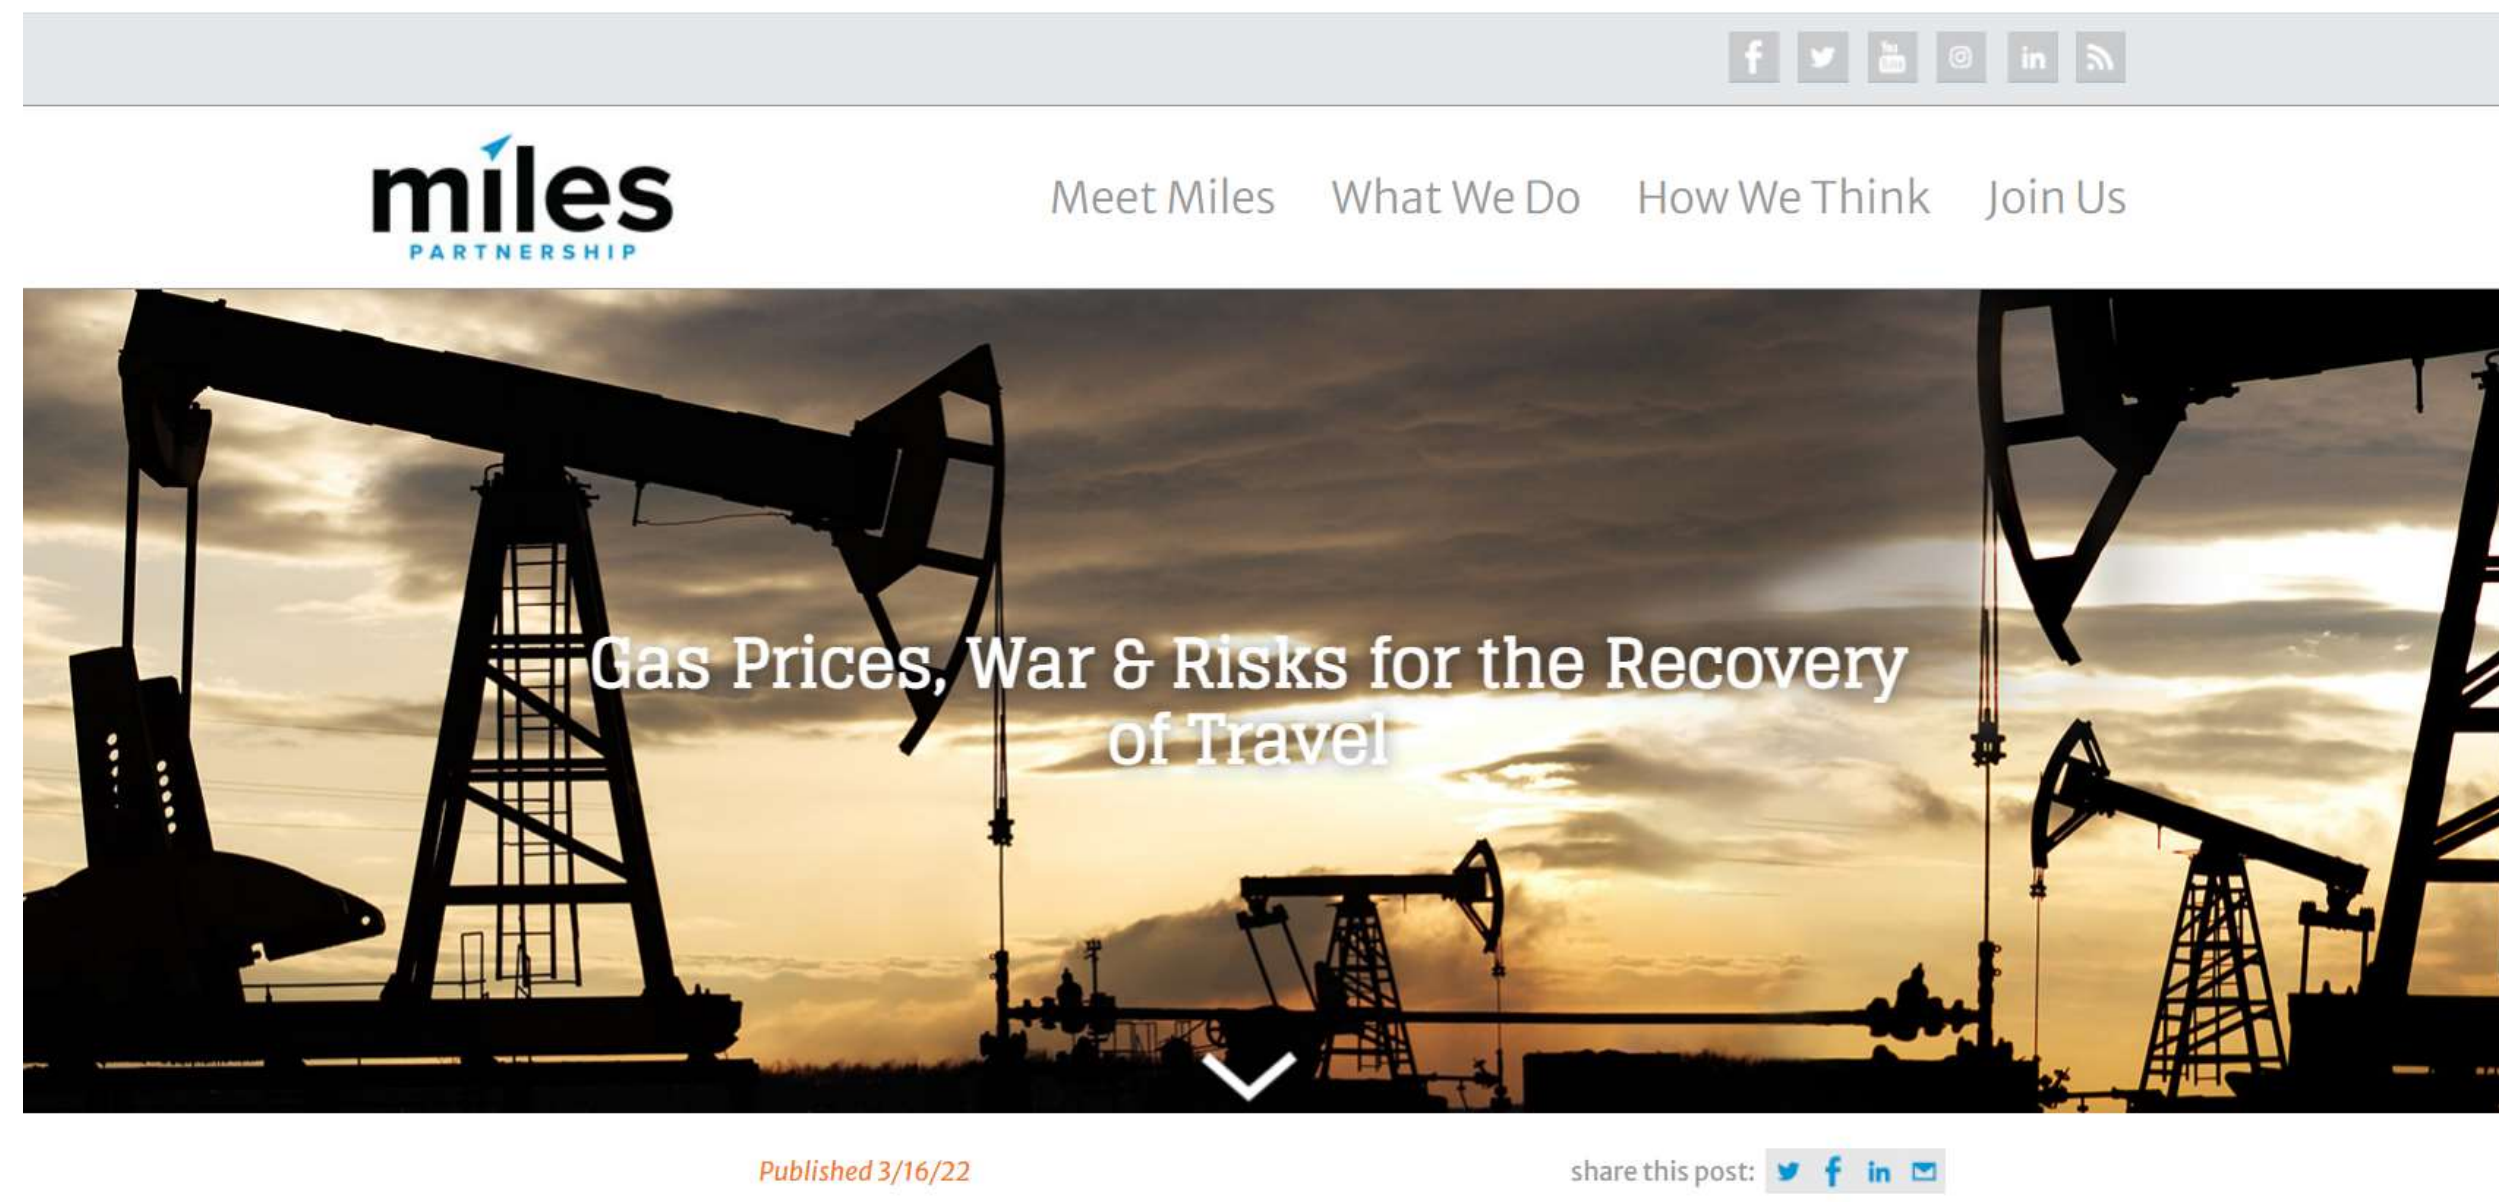 miles
PARTNERSHIP
Meet Miles What We Do How We Think Join Us
Gas Prices, War & Risks for the Recovery
of Travel
Published 3/16/22
share this post: